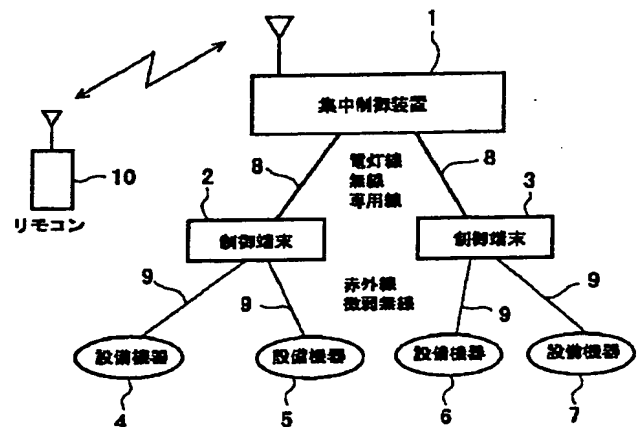 1
集中制御装置
10
リモコン
8
電灯線
無線
専用線
8
2
制御端末
3
制御端末
9
9
赤外線
微弱無線
9
9
設備機器
設備機器
設備機器
設備機器
4
5
6
7